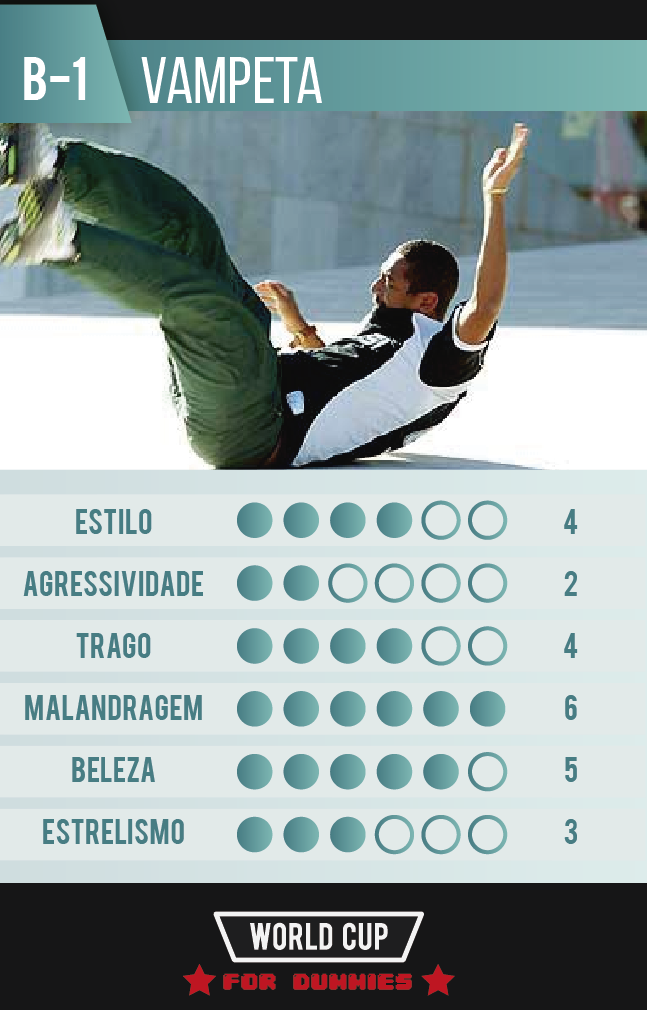 B-1
VAMPETA
ESTILO 4
AGRESSIVIDADE 2
TRAGO 4
MALANDRAGEM 6
BELEZA 5
ESTRELISMO 3
WORLD CUP
FOR DUMMIES